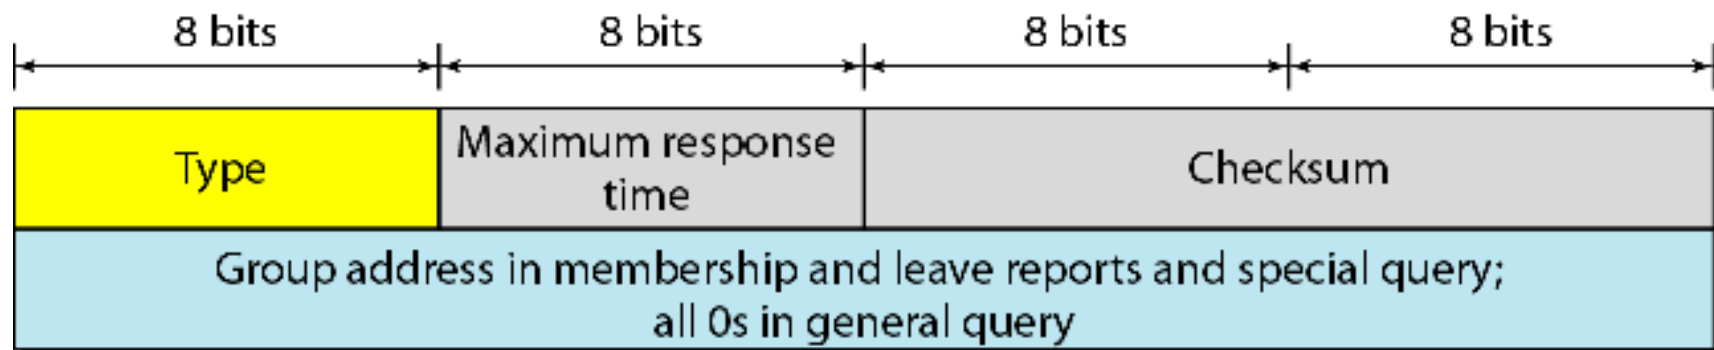 8 bits 8 bits 8 bits 8 bits
Type
Maximum response
time
Checksum
Group address in membership and leave reports and special query;
all 0s in general query